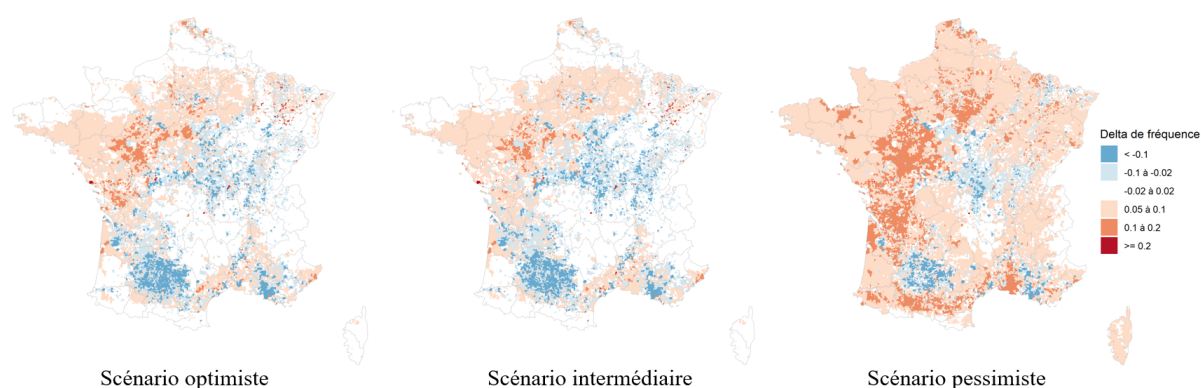 Delta de fréquence
< -0.1
-0.1 à -0.02
-0.02 à 0.02
0.05 à 0.1
0.1 à 0.2
>= 0.2
Scénario optimiste
Scénario intermédiaire
Scénario pessimiste